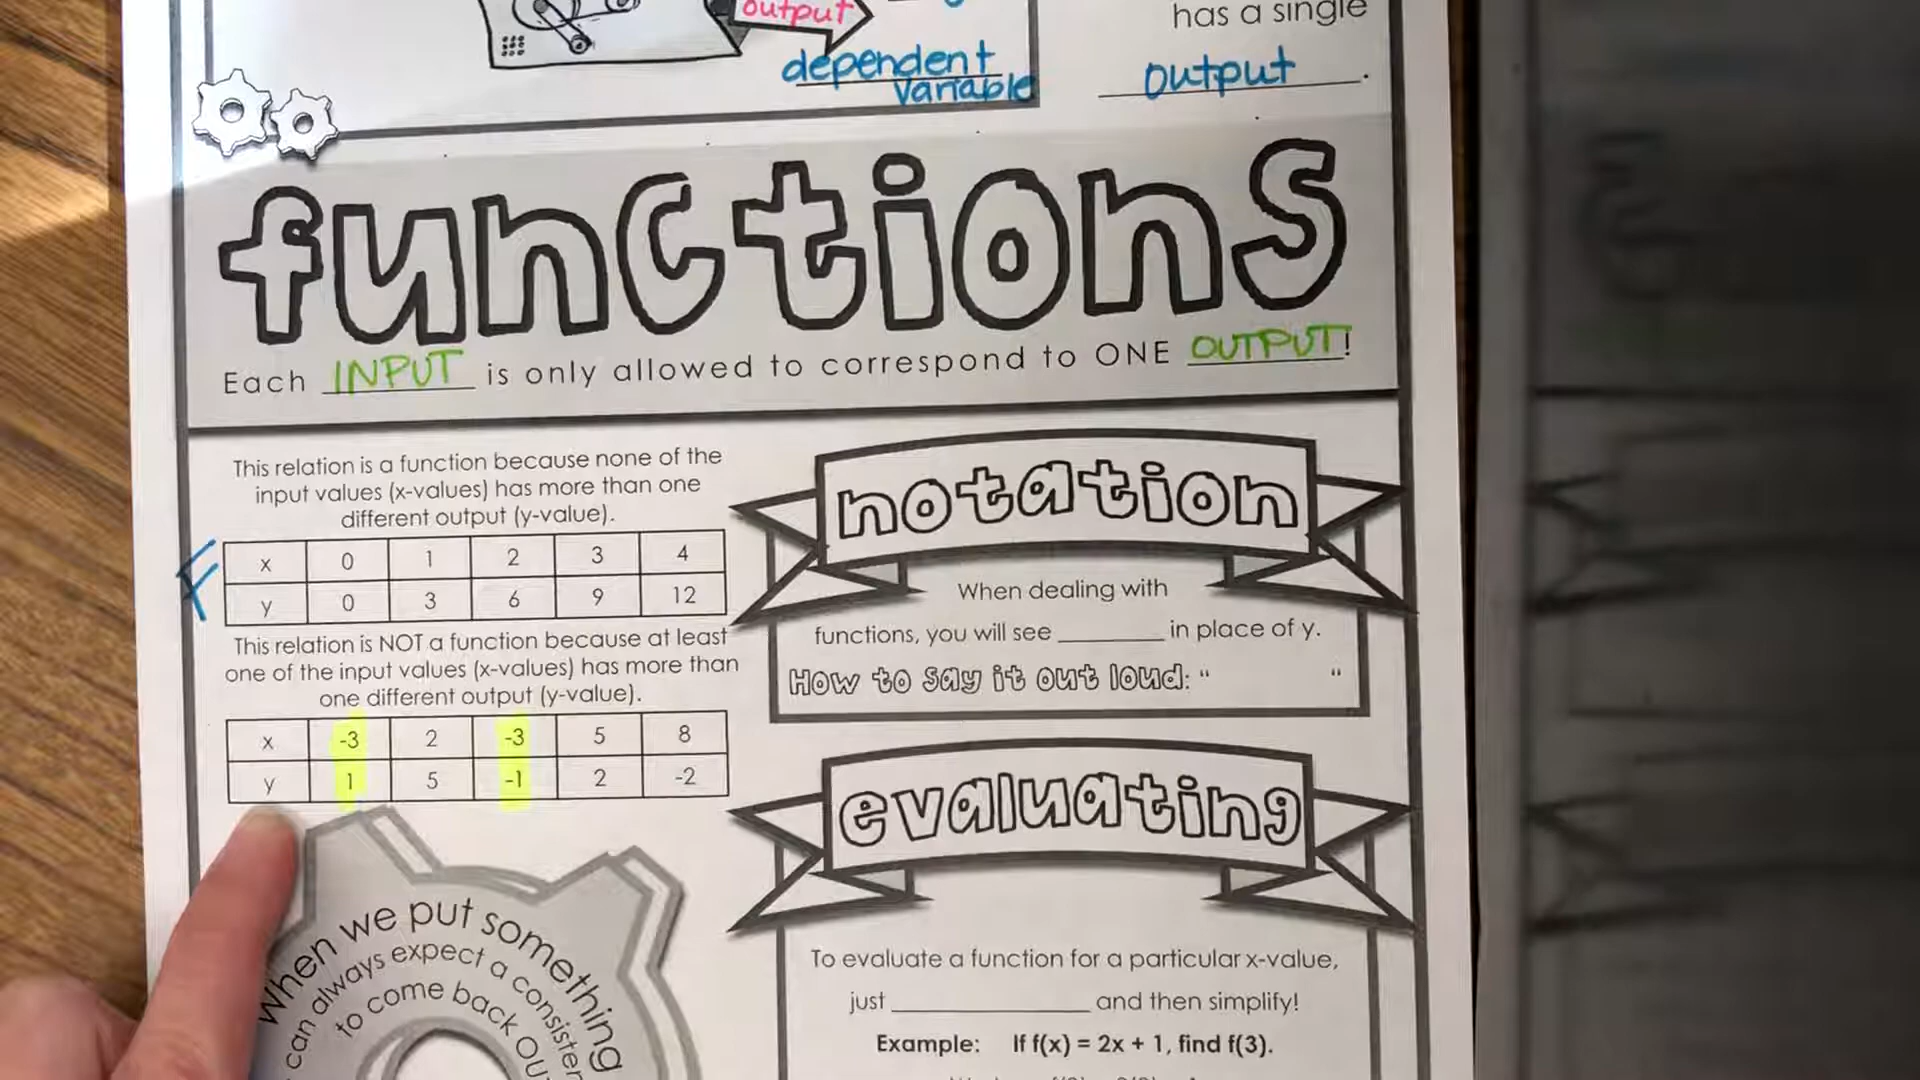 output
has a single
dependent
variable
output.
functions
Each INPUT is only allowed to correspond to ONE OUTPUT!
This relation is a function because none of the
input values (x-values) has more than one
different output (y-value).
F
x 0 1 2 3 4
y 0 3 6 9 12
This relation is NOT a function because at least
one of the input values (x-values) has more than
one different output (y-value).
x -3 2 -3 5 8
y 1 5 -1 2 -2
When we put something
can always expect a consisten
to come back OU
notation
When dealing with
functions, you will see ________ in place of y.
How to say it out loud: " "
evaluating
To evaluate a function for a particular x-value,
just ______________ and then simplify!
Example: If f(x) = 2x + 1, find f(3).